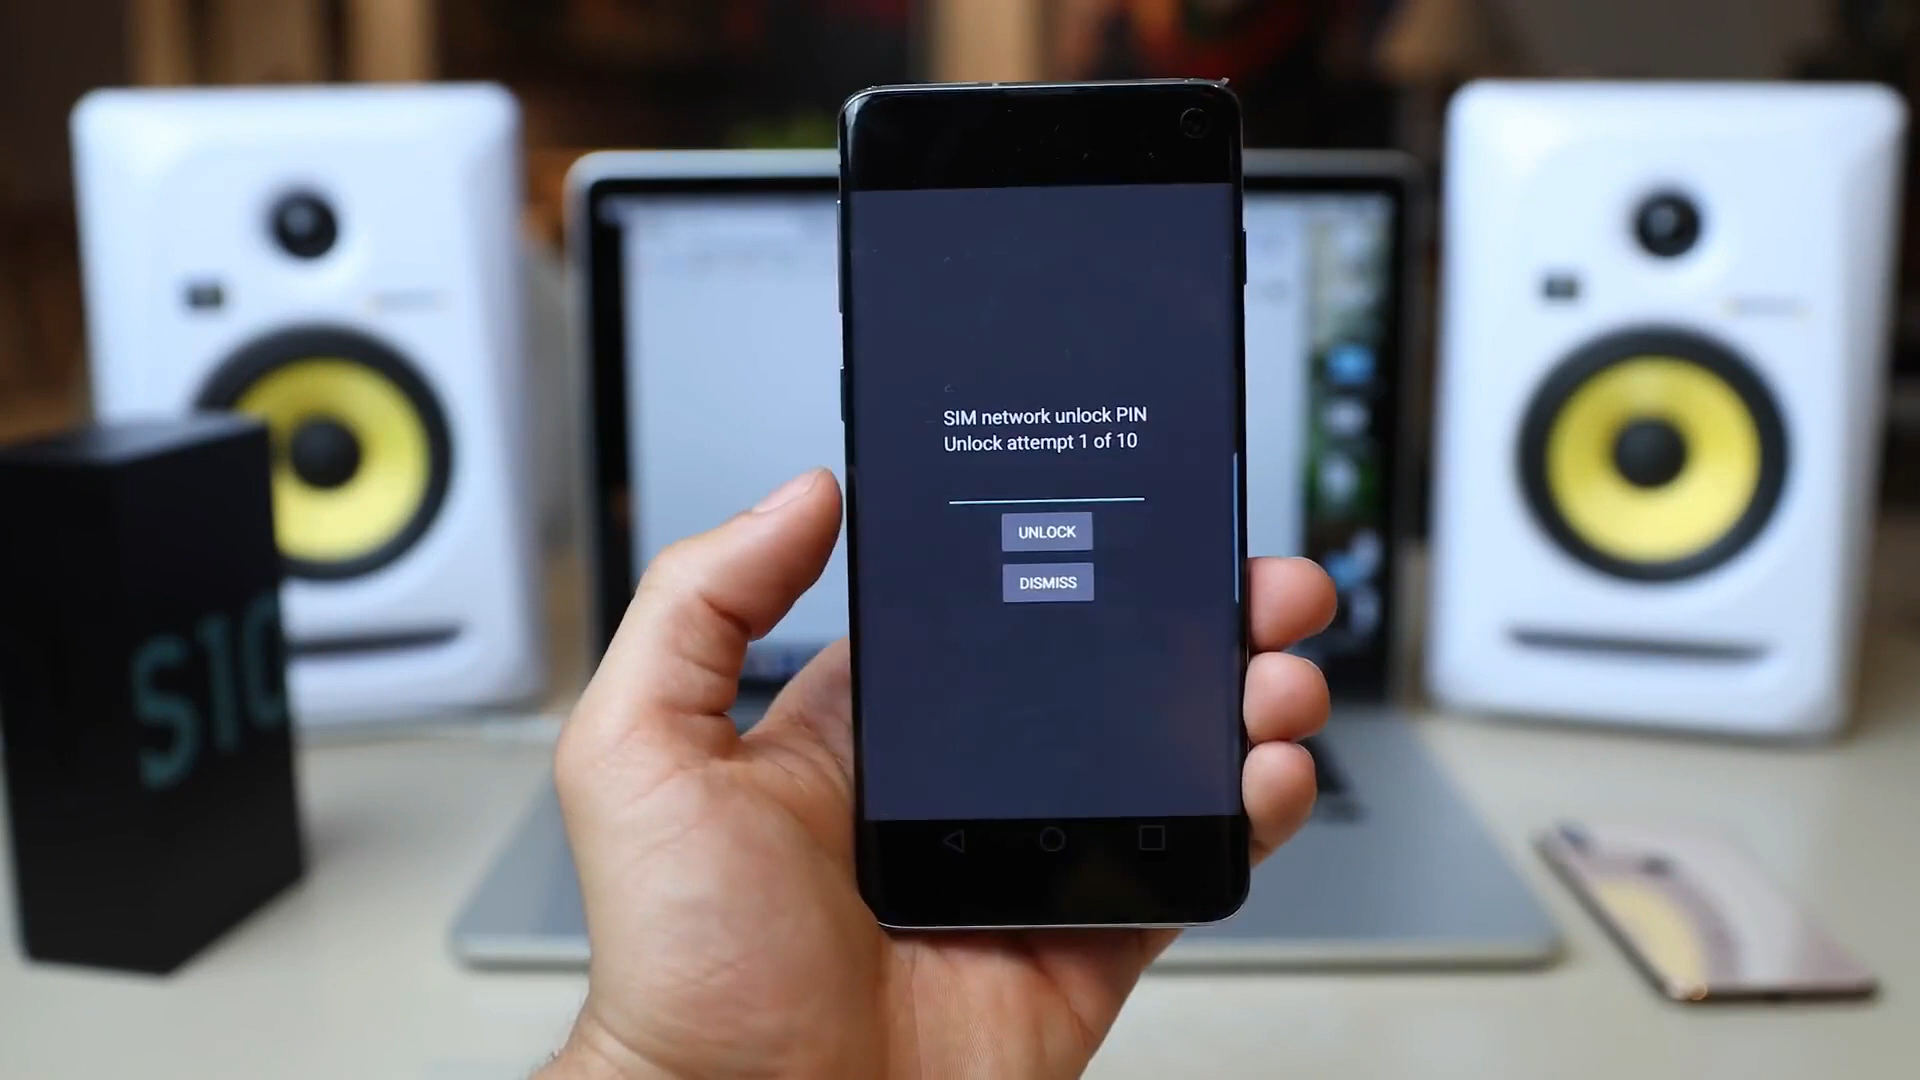 SIM network unlock PIN
Unlock attempt 1 of 10
UNLOCK
DISMISS
S10